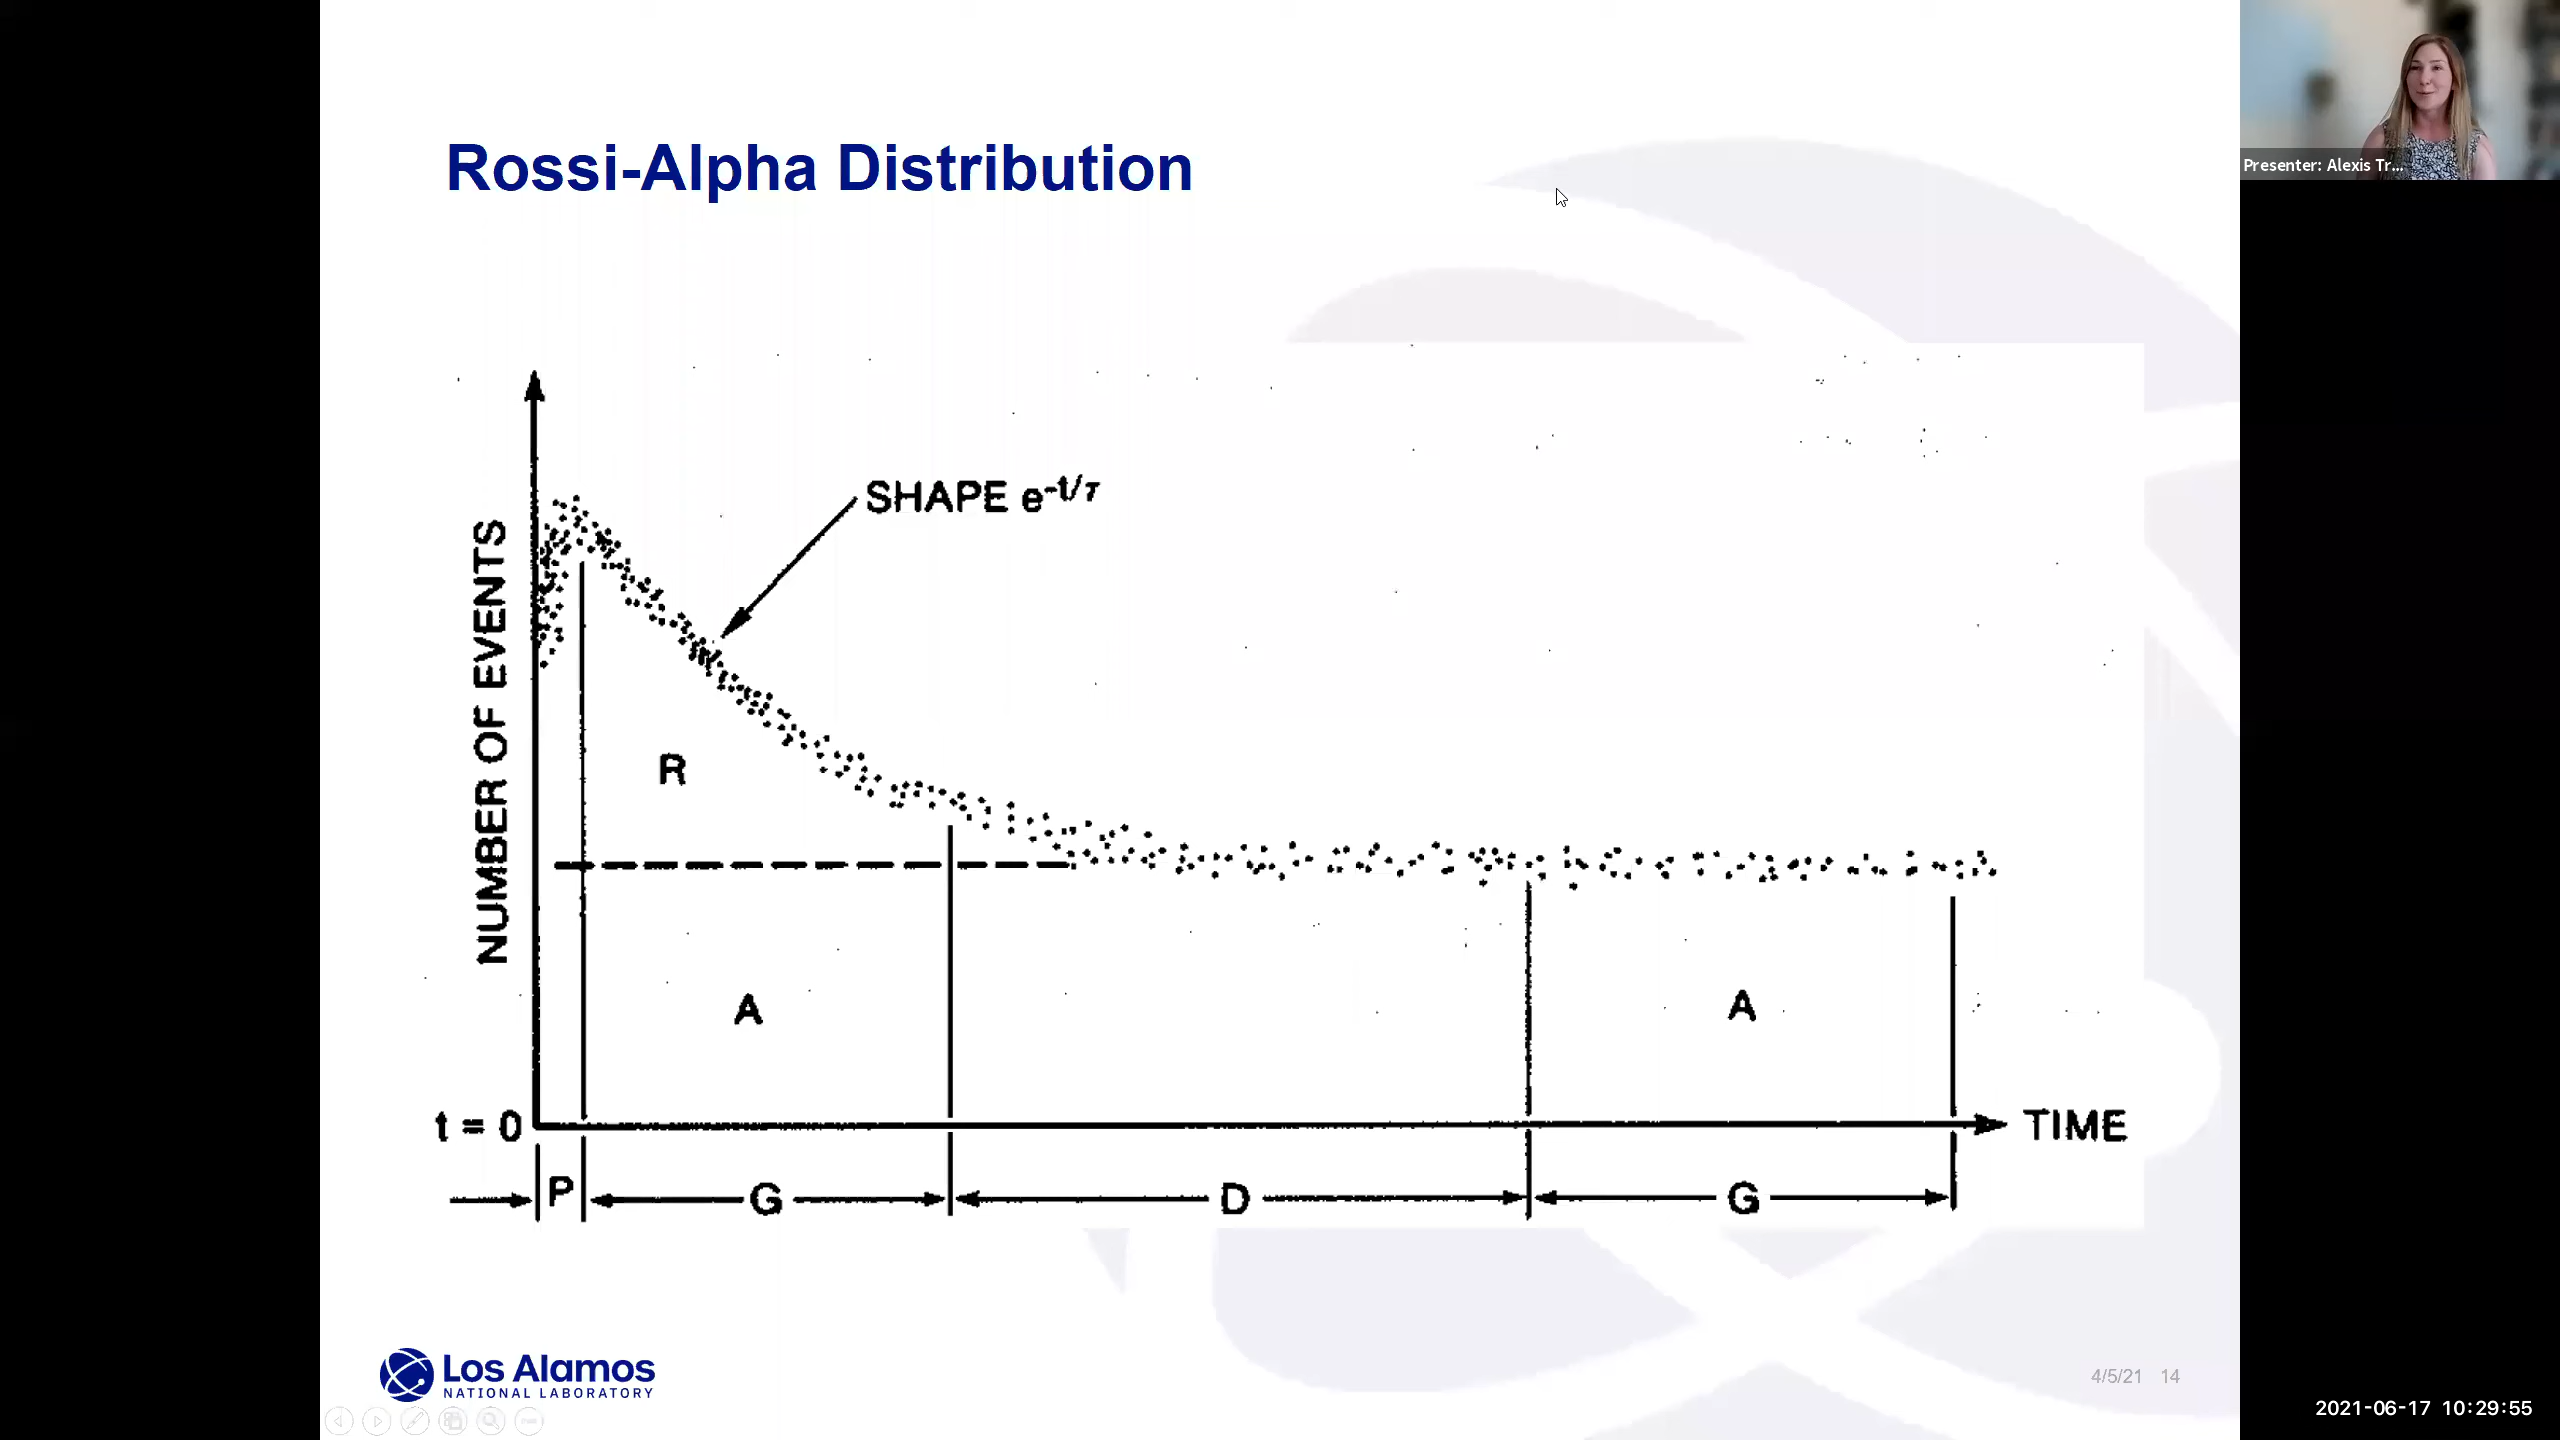 Rossi-Alpha Distribution
Presenter: Alexis Tr...
SHAPE e-t/τ
NUMBER OF EVENTS
R
A
A
t = 0
TIME
P
G
D
G
Los Alamos
NATIONAL LABORATORY
4/5/21 14
2021-06-17 10:29:55